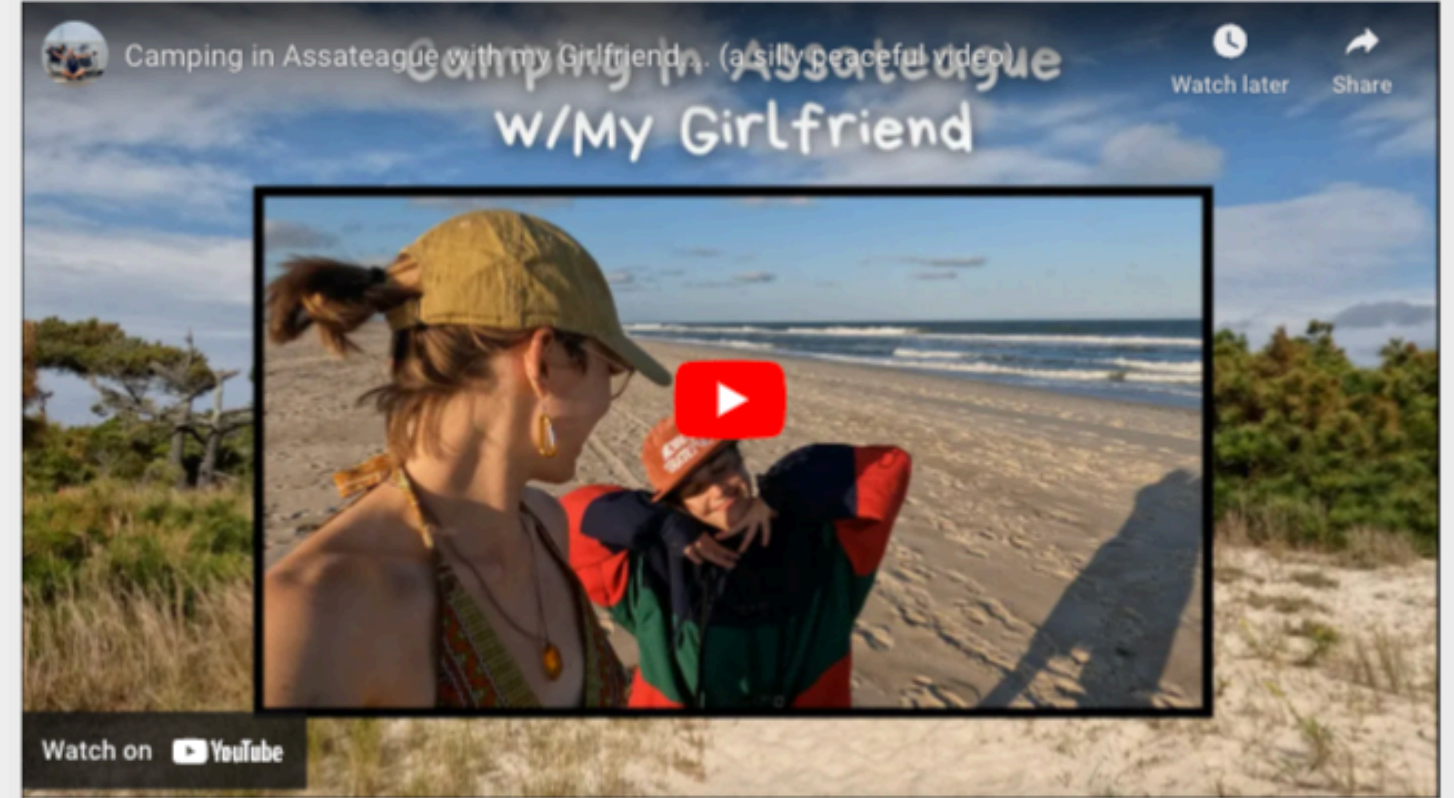 Camping in Assateague with my Girlfriend.... (a silly peaceful video)
Watch later
Share
Camping In Assateague
W/My Girlfriend
Watch on YouTube